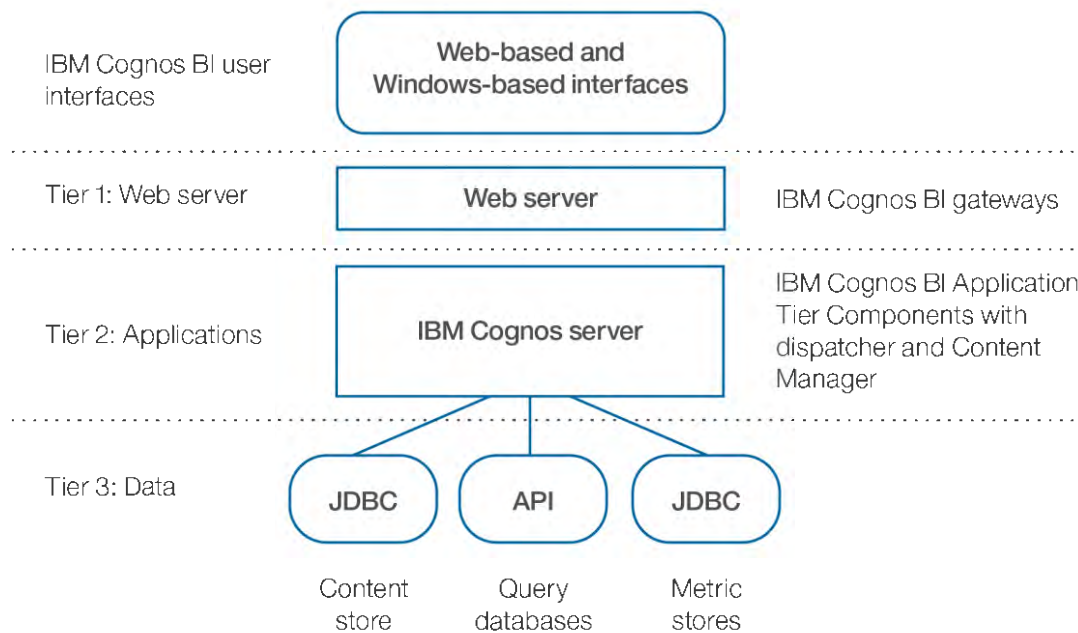 IBM Cognos BI user
interfaces
Web-based and
Windows-based interfaces
Tier 1: Web server
Web server
IBM Cognos BI gateways
Tier 2: Applications
IBM Cognos server
IBM Cognos BI Application
Tier Components with
dispatcher and Content
Manager
Tier 3: Data
JDBC
API
JDBC
Content
store
Query
databases
Metric
stores